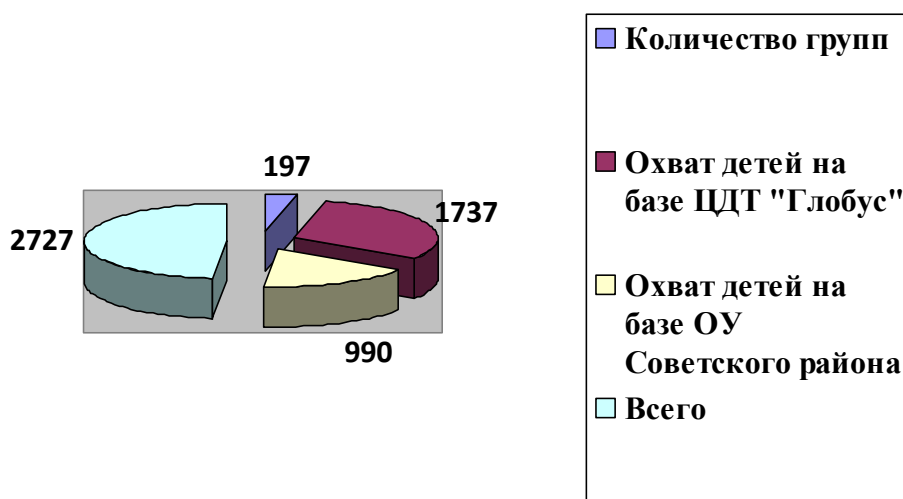 197
1737
2727
990
Количество групп
Охват детей на
базе ЦДТ "Глобус"
Охват детей на
базе ОУ
Советского района
Всего